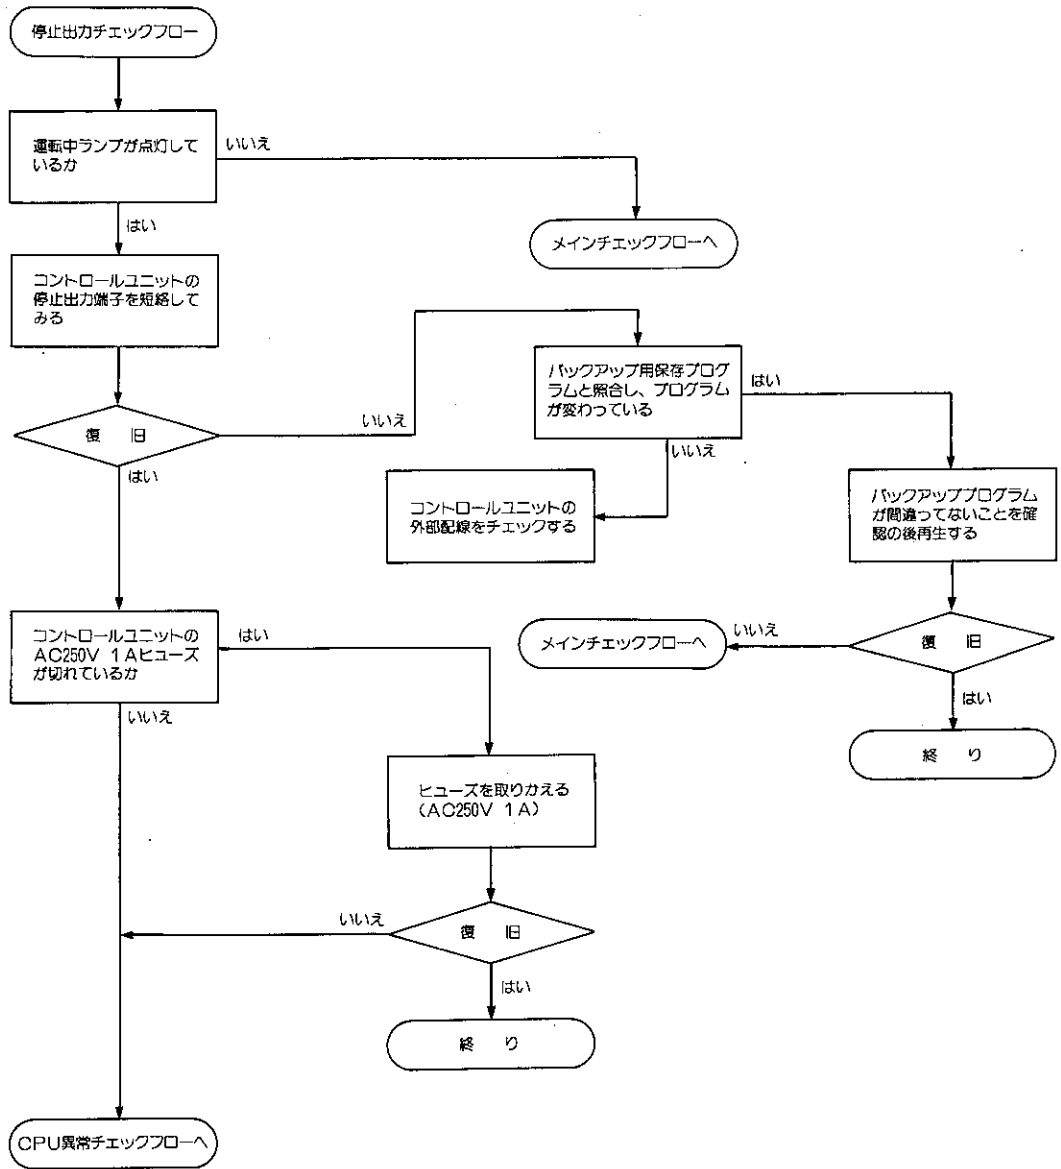 停止出力チェックフロー
運転中ランプが点灯して
いるか
いいえ
はい
メインチェックフローへ
コントロールユニットの
停止出力端子を短絡して
みる
復 旧
いいえ
はい
バックアップ用保存プログ
ラムと照合し、プログラム
が変わっている
はい
いいえ
コントロールユニットの
外部配線をチェックする
バックアッププログラム
が間違ってないことを確
認の後再生する
復 旧
いいえ
メインチェックフローへ
はい
終 り
コントロールユニットの
AC250V 1Aヒューズ
が切れているか
はい
いいえ
ヒューズを取りかえる
(AC250V 1A)
復 旧
いいえ
はい
終 り
CPU異常チェックフローへ